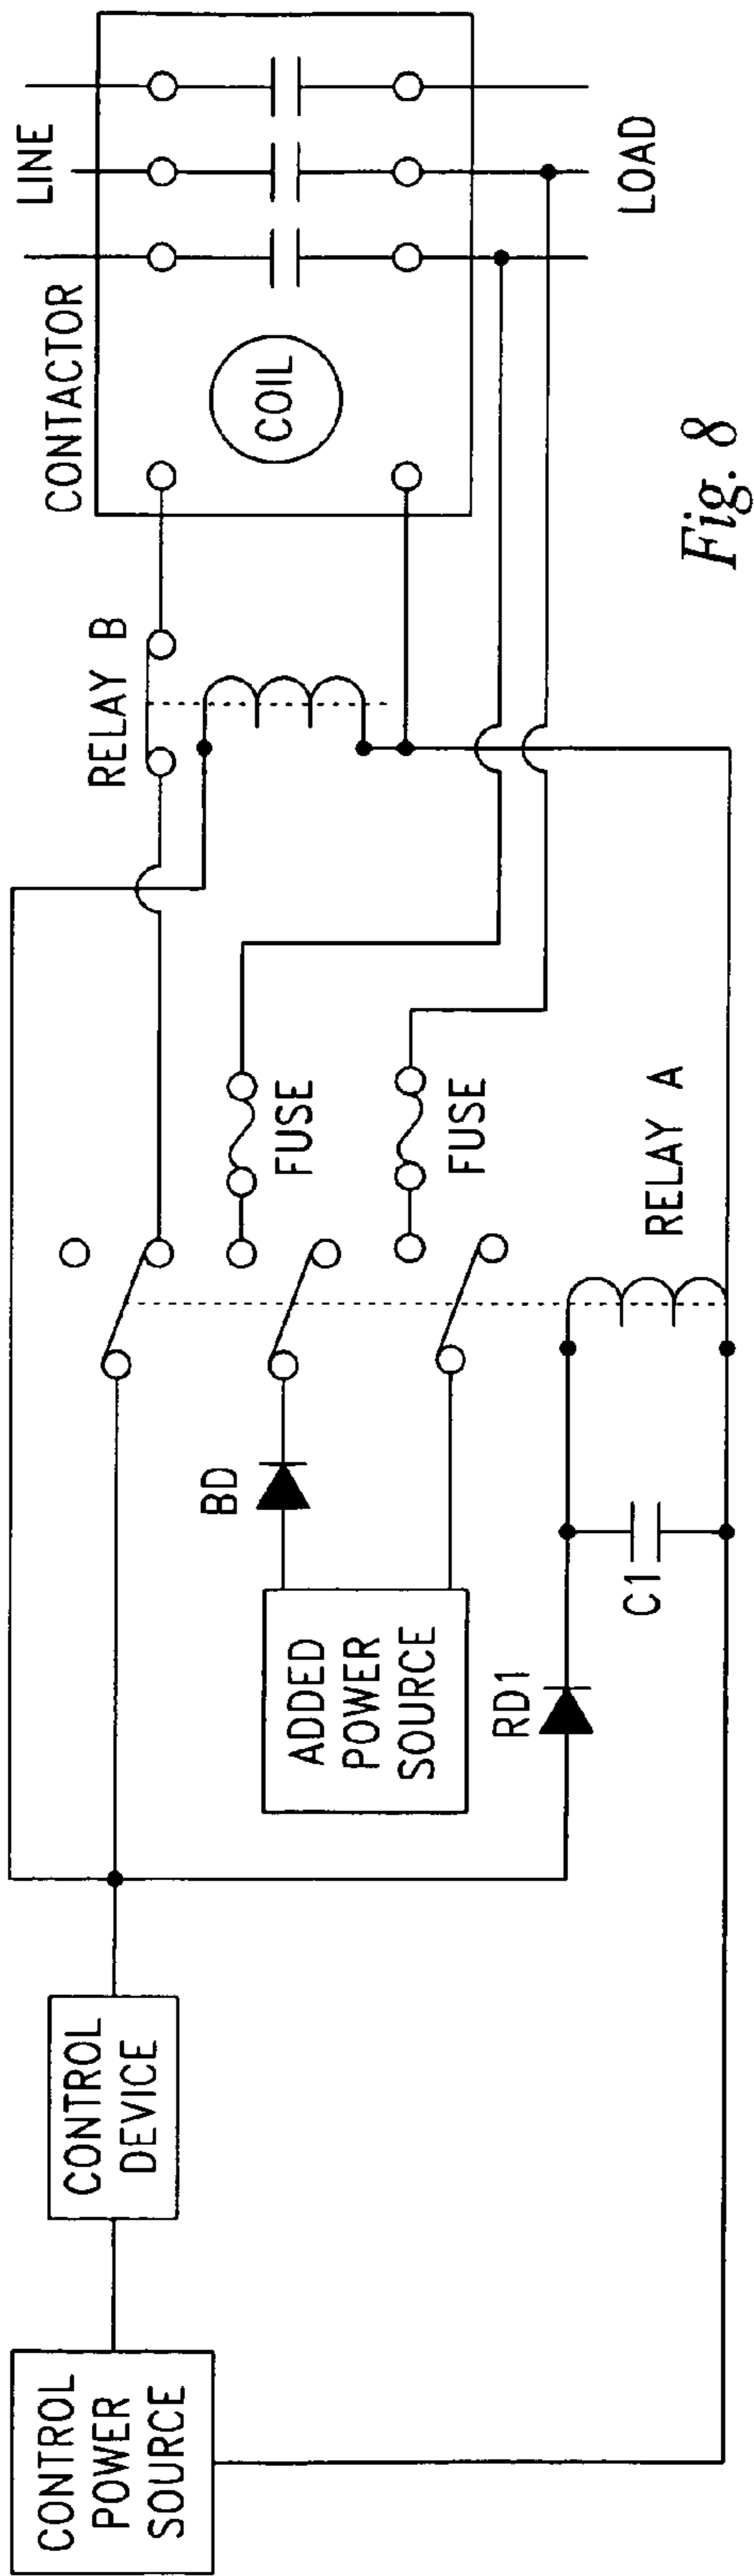 CONTROL
POWER
SOURCE
CONTROL
DEVICE
ADDED
POWER
SOURCE
BD
RD1
C1
RELAY A
FUSE
FUSE
RELAY B
CONTACTOR
COIL
LINE
LOAD
Fig. 8